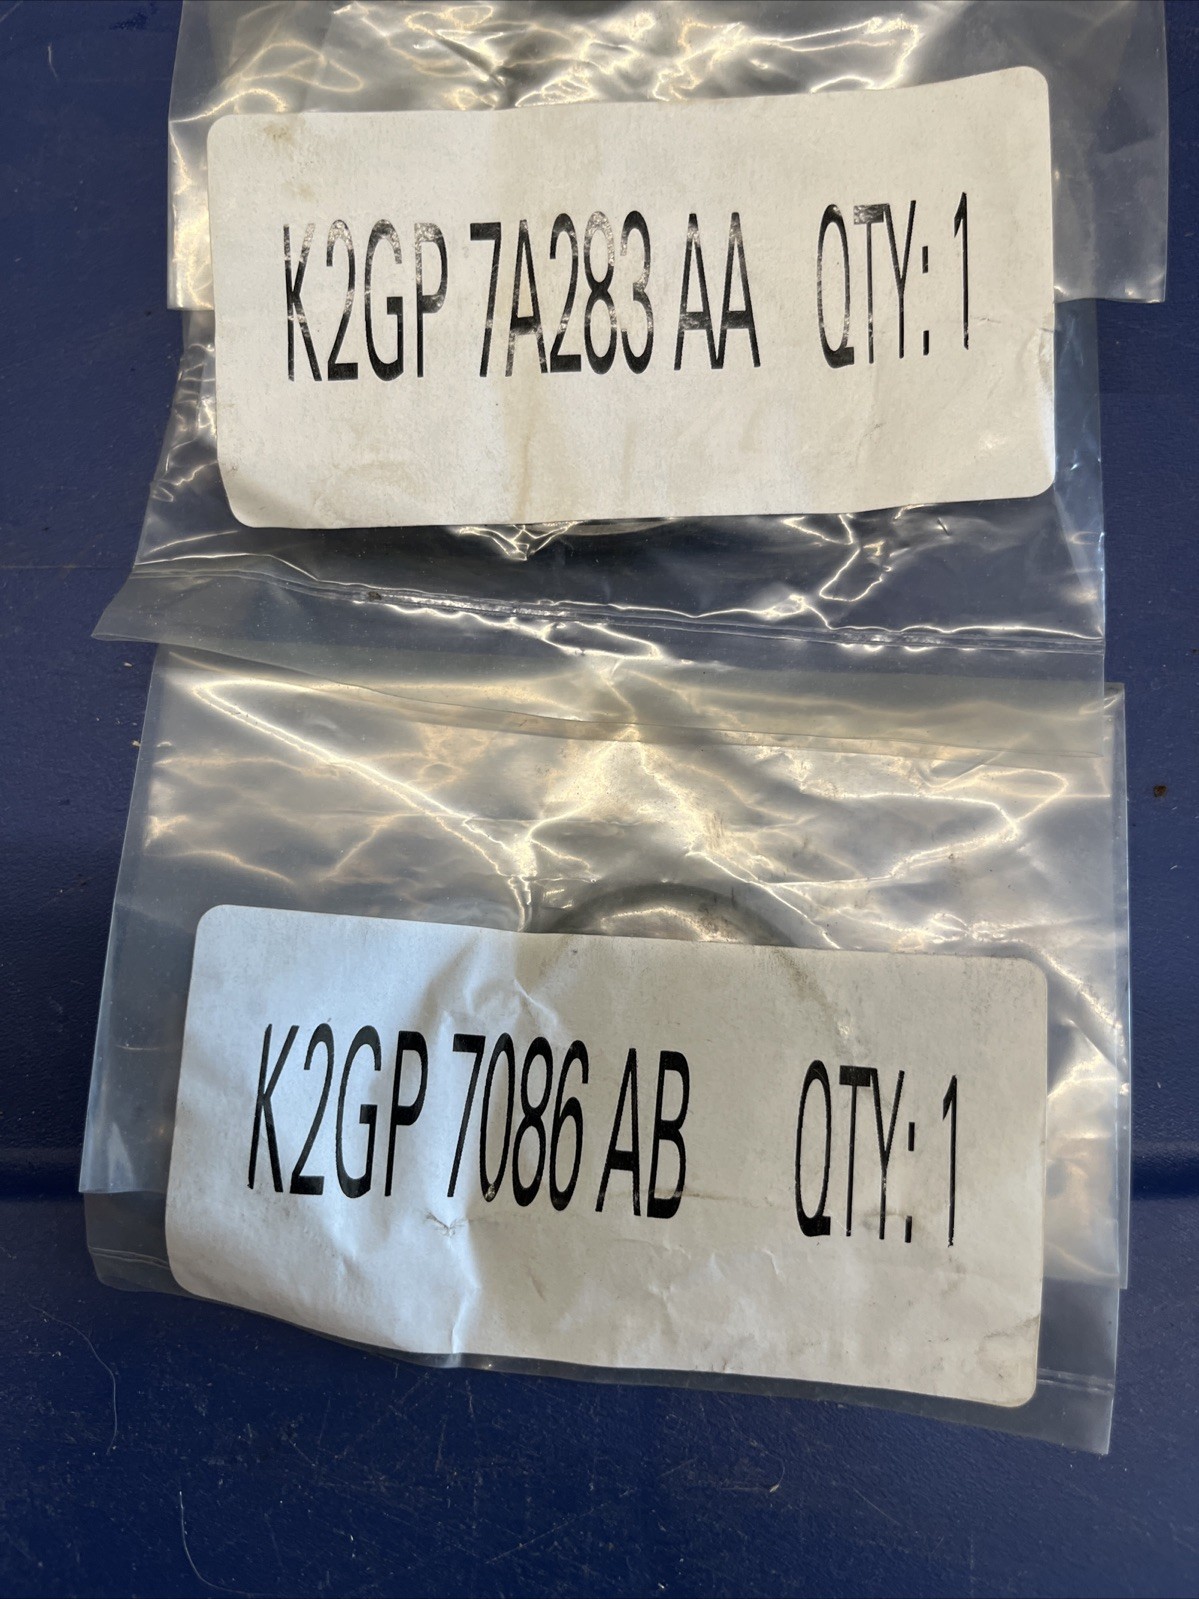 K2GP 7A283 AA QTY: 1
K2GP 7086 AB QTY: 1